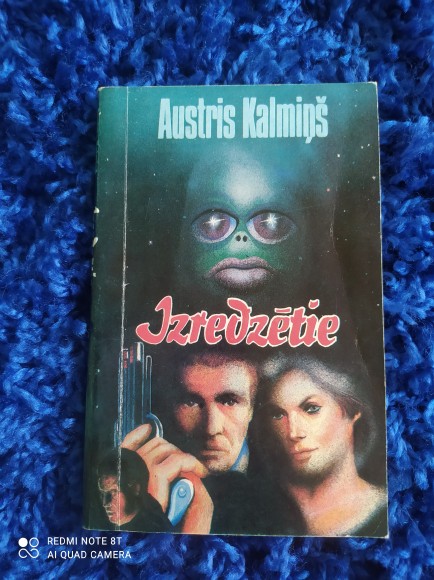 Austris Kalmiņš
Izredzētie
REDMI NOTE 8T
AI QUAD CAMERA